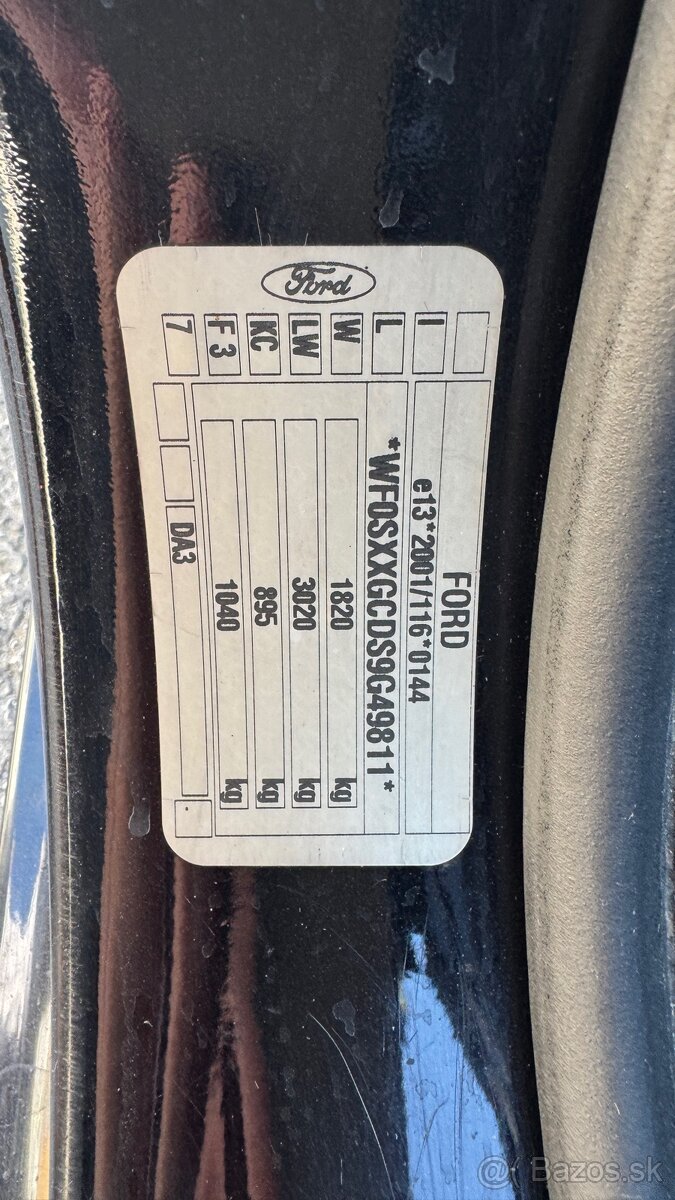 Ford
FORD
e13*2001/116*0144
*WF0SXXGCDS9G49811*
1820 kg
3020 kg
895 kg
1040 kg
DA3
I
L
W
LW
KC
F 3
7
@ Bazos.sk